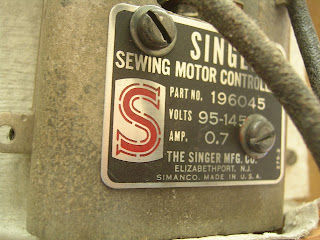 SINGE
SEWING MOTOR CONTROLLE
PART NO. 196045
VOLTS 95-145
AMP. 0.7
S
THE SINGER MFG. CO.
ELIZABETHPORT, N.J.
SIMANCO. MADE IN U.S.A.